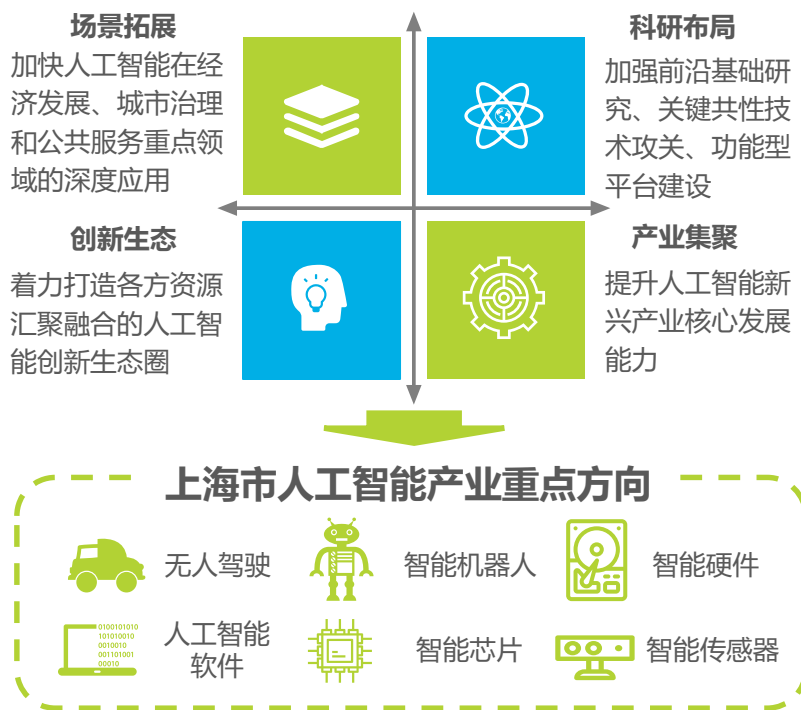 场景拓展
加快人工智能在经
济发展、城市治理
和公共服务重点领
域的深度应用
科研布局
加强前沿基础研
究、关键共性技
术攻关、功能型
平台建设
创新生态
着力打造各方资源
汇聚融合的人工智
能创新生态圈
产业集聚
提升人工智能新
兴产业核心发展
能力
上海市人工智能产业重点方向
无人驾驶
智能机器人
智能硬件
0100101010
101010010
0010010
001101001
00010
人工智能
软件
智能芯片
智能传感器